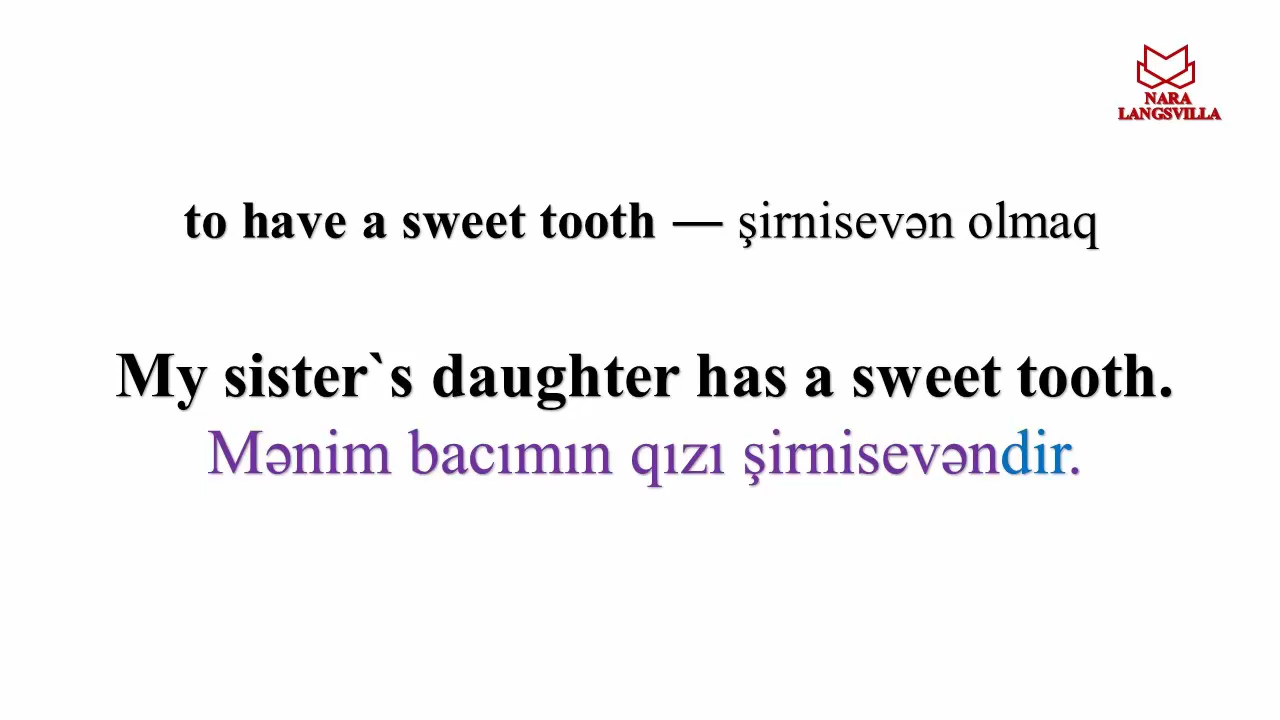 NARA
LANGSVILLA
to have a sweet tooth — şirnisevən olmaq
My sister`s daughter has a sweet tooth.
Mənim bacımın qızı şirnisevəndir.